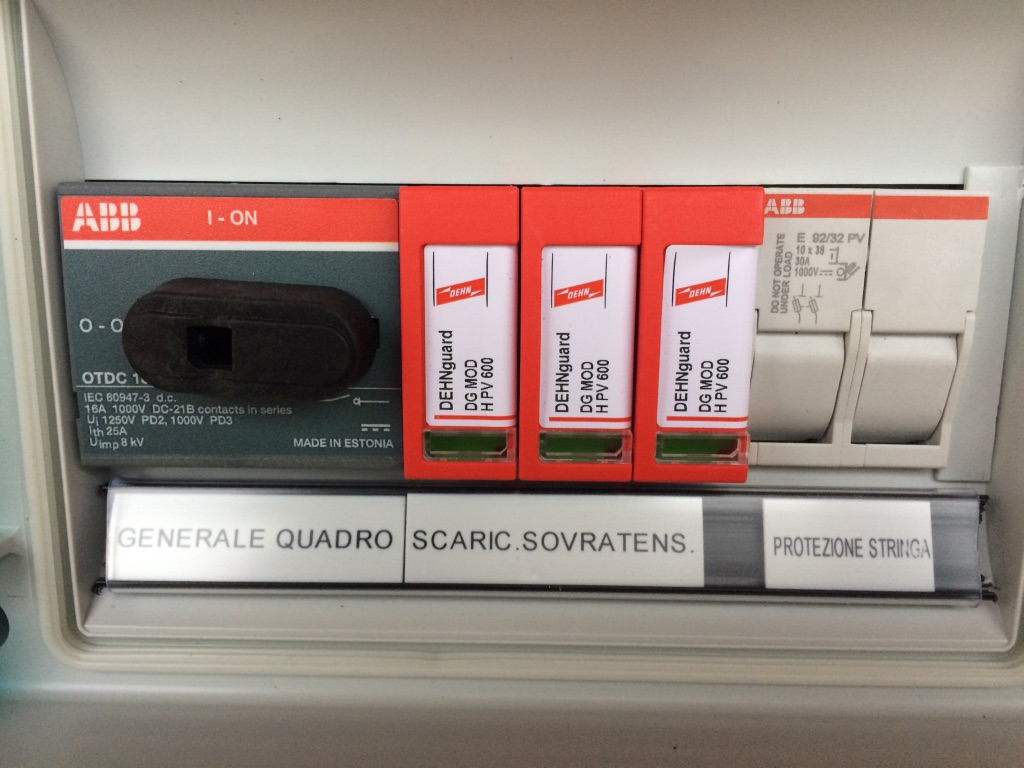 ABB
I - ON
O - O
OTDC
IEC 60947-3 d.c.
16A 1000V DC-21B contacts in series
Ui 1250V PD2, 1000V PD3
Ith 25A
Uimp 8 kV
MADE IN ESTONIA
DEHN
DEHNguard
DG MOD
H PV 600
DEHN
DEHNguard
DG MOD
H PV 600
DEHN
DEHNguard
DG MOD
H PV 600
ABB
E 92/32 PV
10 x 38
30A
1000V
DO NOT OPERATE
UNDER LOAD
GENERALE QUADRO
SCARIC.SOVRATENS.
PROTEZIONE STRINGA